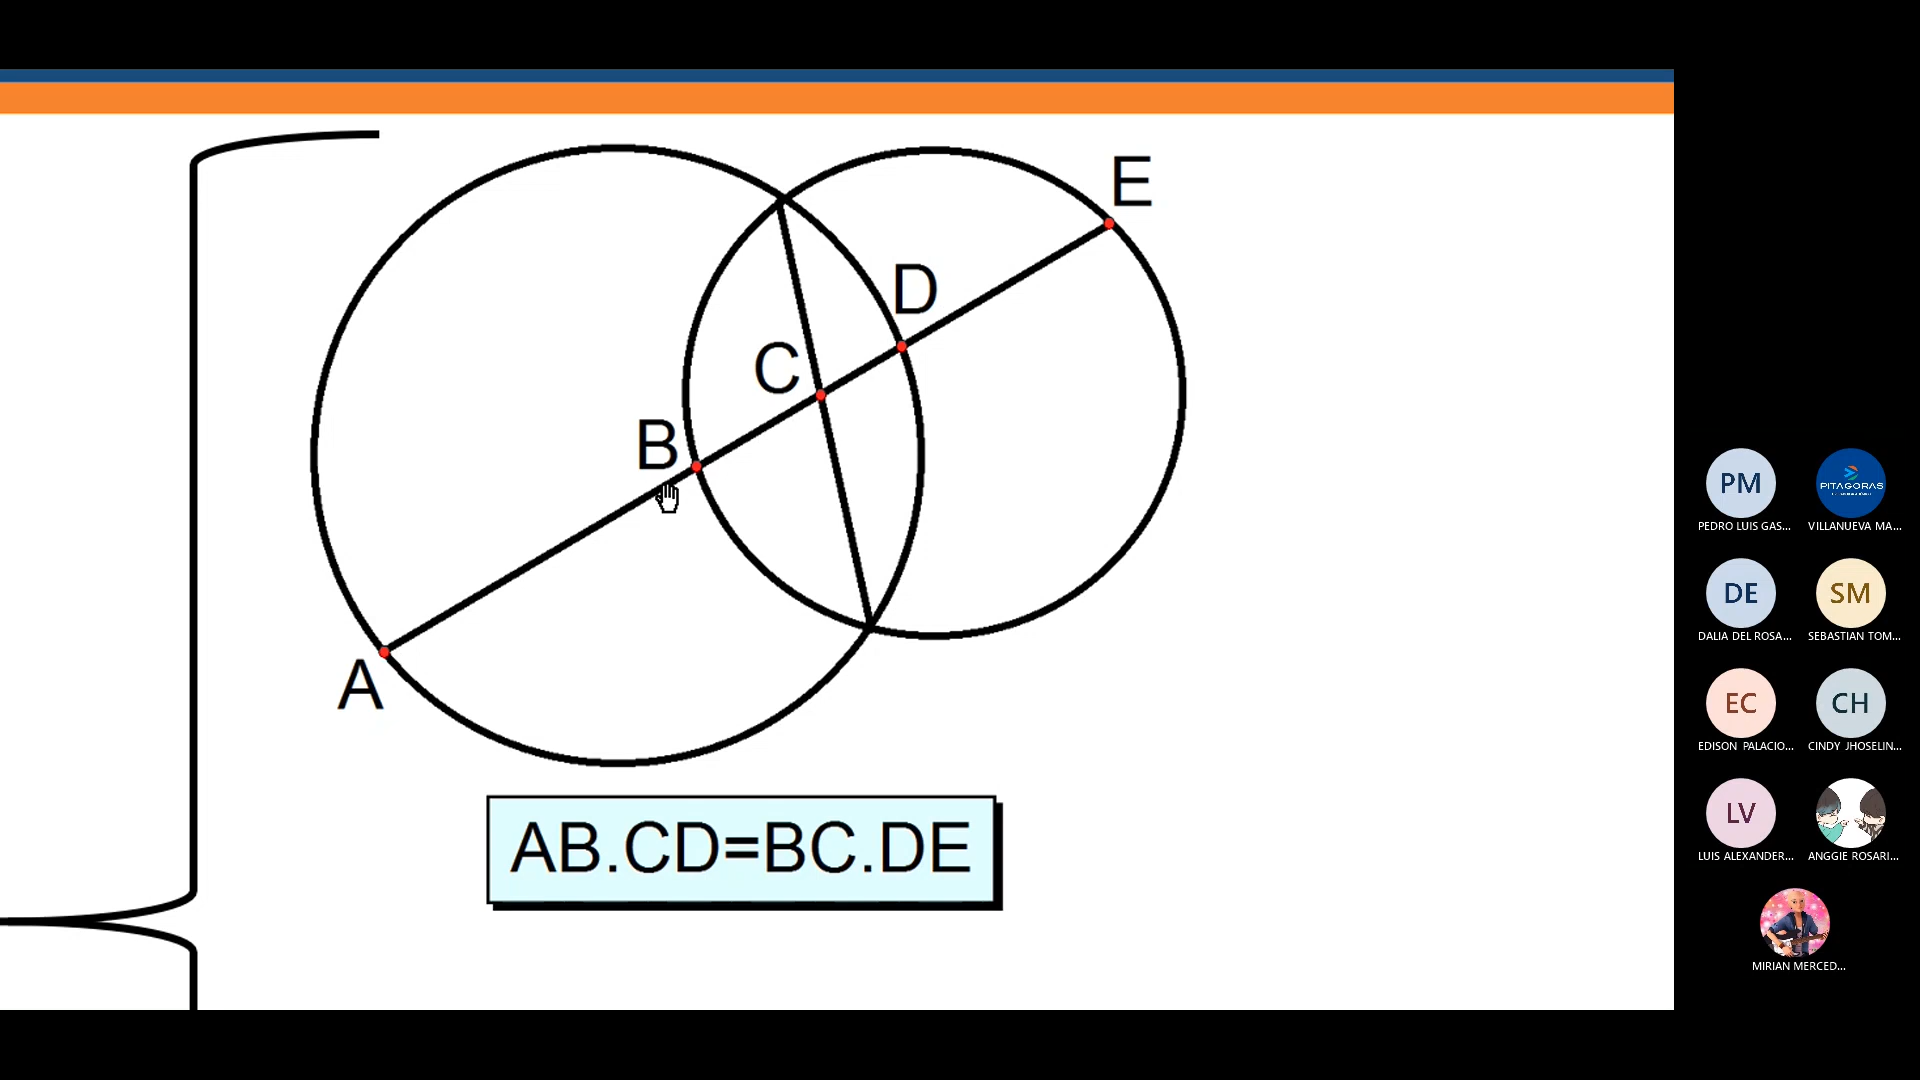 E
D
C
B
A
AB.CD=BC.DE
PM
PEDRO LUIS GAS...
PITAGORAS
VILLANUEVA MA...
DE
DALIA DEL ROSA...
SM
SEBASTIAN TOM...
EC
EDISON PALACIO...
CH
CINDY JHOSELIN...
LV
LUIS ALEXANDER...
ANGGIE ROSARI...
MIRIAN MERCED...